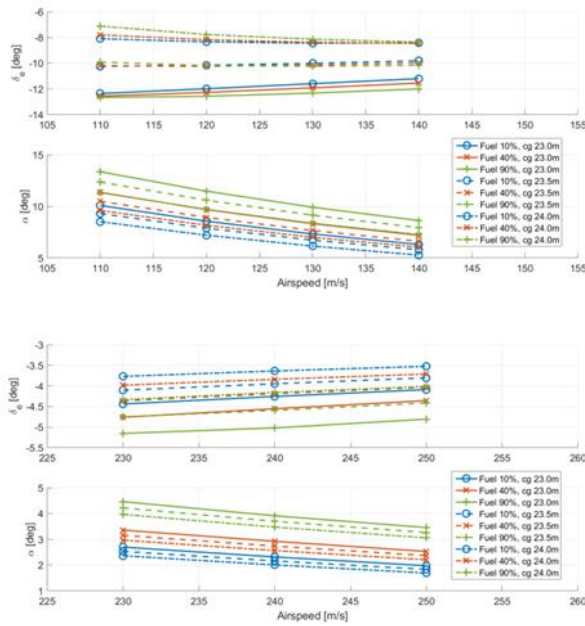 -6
-8
-10
-12
-14
δe [deg]
105 110 115 120 125 130 135 140 145 150 155
Fuel 10%, cg 23.0m
Fuel 40%, cg 23.0m
Fuel 90%, cg 23.0m
Fuel 10%, cg 23.5m
Fuel 40%, cg 23.5m
Fuel 90%, cg 23.5m
Fuel 10%, cg 24.0m
Fuel 40%, cg 24.0m
Fuel 90%, cg 24.0m
15
10
5
α [deg]
105 110 115 120 125 130 135 140 145 150 155
Airspeed [m/s]
-3
-3.5
-4
-4.5
-5
-5.5
δe [deg]
225 230 235 240 245 250 255 260
Fuel 10%, cg 23.0m
Fuel 40%, cg 23.0m
Fuel 90%, cg 23.0m
Fuel 10%, cg 23.5m
Fuel 40%, cg 23.5m
Fuel 90%, cg 23.5m
Fuel 10%, cg 24.0m
Fuel 40%, cg 24.0m
Fuel 90%, cg 24.0m
5
4
3
2
1
α [deg]
225 230 235 240 245 250 255 260
Airspeed [m/s]